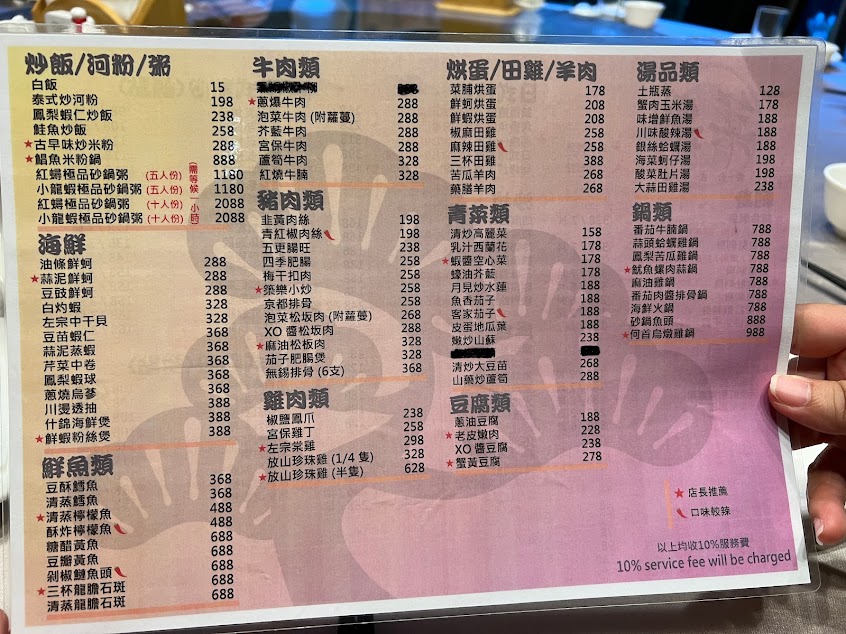 炒飯/河粉/粥
白飯 15
泰式炒河粉 198
鳳梨蝦仁炒飯 238
鮭魚炒飯 258
★古早味炒米粉 288
★鯧魚米粉鍋 888
紅蟳極品砂鍋粥 (五人份) 1180
小龍蝦極品砂鍋粥 (五人份) 1180
紅蟳極品砂鍋粥 (十人份) 2088
小龍蝦極品砂鍋粥 (十人份) 2088
(需等候一小時)
海鮮
油條鮮蚵 288
★蒜泥鮮蚵 288
豆豉鮮蚵 288
白灼蝦 328
左宗中干貝 328
豆苗蝦仁 368
蒜泥蒸蝦 368
芹菜中卷 368
鳳梨蝦球 368
蔥燒烏蔘 388
川燙透抽 388
什錦海鮮煲 388
★鮮蝦粉絲煲 388
鮮魚類
豆酥鱈魚 368
清蒸鱈魚 368
★清蒸檸檬魚 488
酥炸檸檬魚 488
糖醋黃魚 688
豆瓣黃魚 688
剁椒鰱魚頭 688
★三杯龍膽石斑 688
清蒸龍膽石斑 688
牛肉類
★蔥爆牛肉 288
泡菜牛肉 (附蘿蔓) 288
芥藍牛肉 288
宮保牛肉 288
蘆筍牛肉 328
紅燒牛腩 328
豬肉類
韭黃肉絲 198
青紅椒肉絲 198
五更腸旺 238
四季肥腸 258
梅干扣肉 258
★築樂小炒 258
京都排骨 258
泡菜松坂肉 (附蘿蔓) 268
XO 醬松坂肉 288
★麻油松板肉 328
茄子肥腸煲 328
無錫排骨 (6支) 368
雞肉類
椒鹽鳳爪 238
宮保雞丁 258
★左宗棠雞 298
放山珍珠雞 (1/4 隻) 328
★放山珍珠雞 (半隻) 628
烘蛋/田雞/羊肉
菜脯烘蛋 178
鮮蚵烘蛋 208
鮮蝦烘蛋 208
椒麻田雞 258
麻辣田雞 258
三杯田雞 388
苦瓜羊肉 268
藥膳羊肉 268
青菜類
清炒高麗菜 158
乳汁西蘭花 178
★蝦醬空心菜 178
蠔油芥藍 178
月見炒水蓮 188
魚香茄子 188
客家茄子 188
皮蛋地瓜葉 188
嫩炒山蘇 238
清炒大豆苗 268
山藥炒蘆筍 288
豆腐類
蔥油豆腐 188
★老皮嫩肉 228
XO 醬豆腐 238
★蟹黃豆腐 278
湯品類
土瓶蒸 128
蟹肉玉米湯 178
味增鮮魚湯 188
川味酸辣湯 188
銀絲蛤蠣湯 188
海菜蚵仔湯 198
酸菜肚片湯 198
大蒜田雞湯 238
鍋類
番茄牛腩鍋 788
蒜頭蛤蠣雞鍋 788
鳳梨苦瓜雞鍋 788
★魷魚螺肉蒜鍋 788
麻油雞鍋 788
番茄肉醬排骨鍋 788
海鮮火鍋 788
砂鍋魚頭 888
★何首烏燉雞鍋 988
★ 店長推薦
口味較辣
以上均收10%服務費
10% service fee will be charged